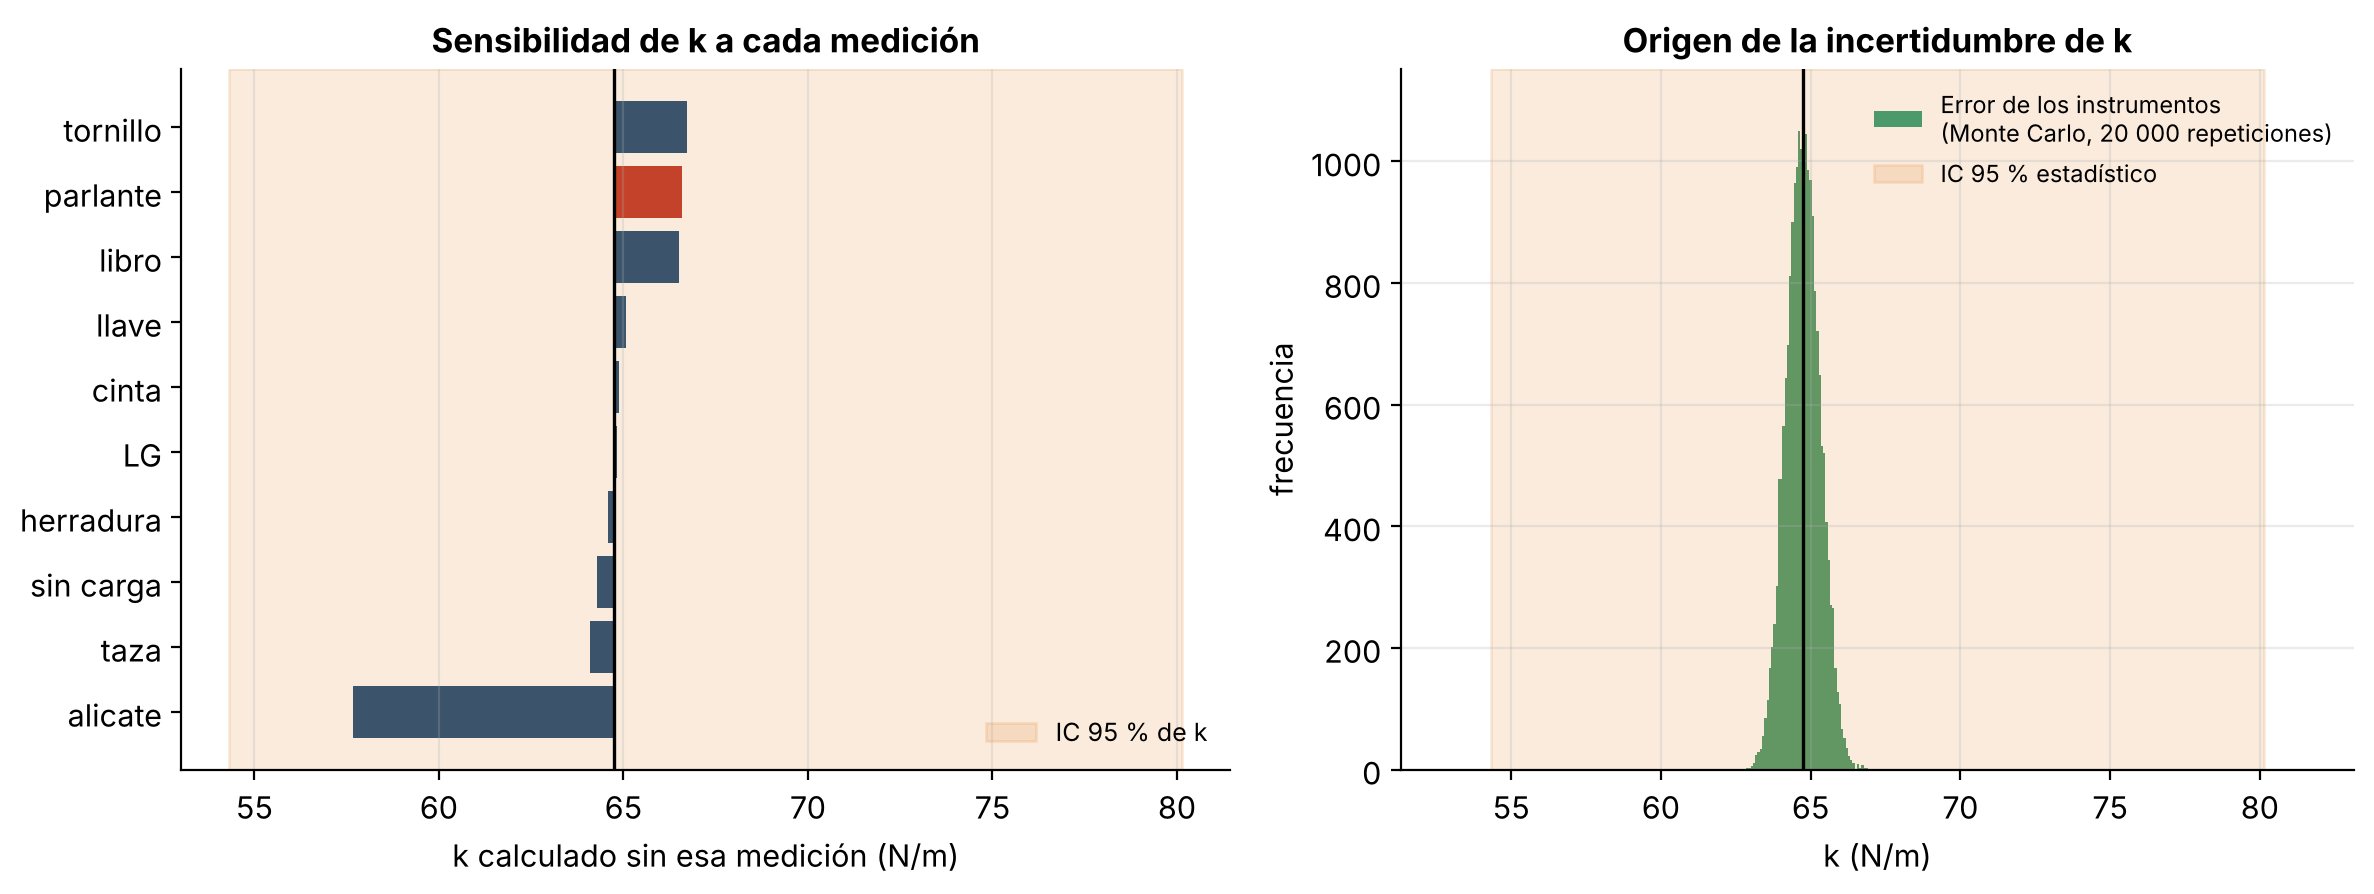 Sensibilidad de k a cada medición
tornillo
parlante
libro
llave
cinta
LG
herradura
sin carga
taza
alicate
IC 95 % de k
55 60 65 70 75 80
k calculado sin esa medición (N/m)
Origen de la incertidumbre de k
Error de los instrumentos
(Monte Carlo, 20 000 repeticiones)
IC 95 % estadístico
frecuencia
1000
800
600
400
200
0
55 60 65 70 75 80
k (N/m)